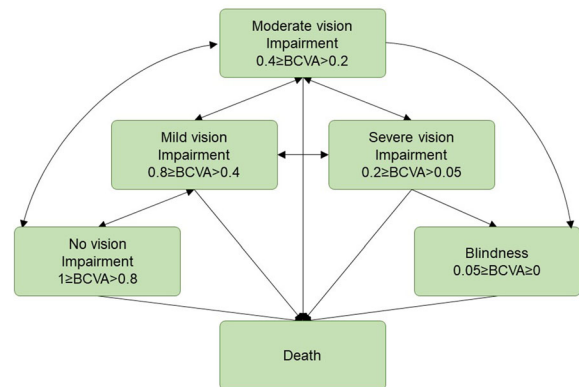 Moderate vision
Impairment
0.4≥BCVA>0.2
Mild vision
Impairment
0.8≥BCVA>0.4
Severe vision
Impairment
0.2≥BCVA>0.05
No vision
Impairment
1≥BCVA>0.8
Blindness
0.05≥BCVA≥0
Death